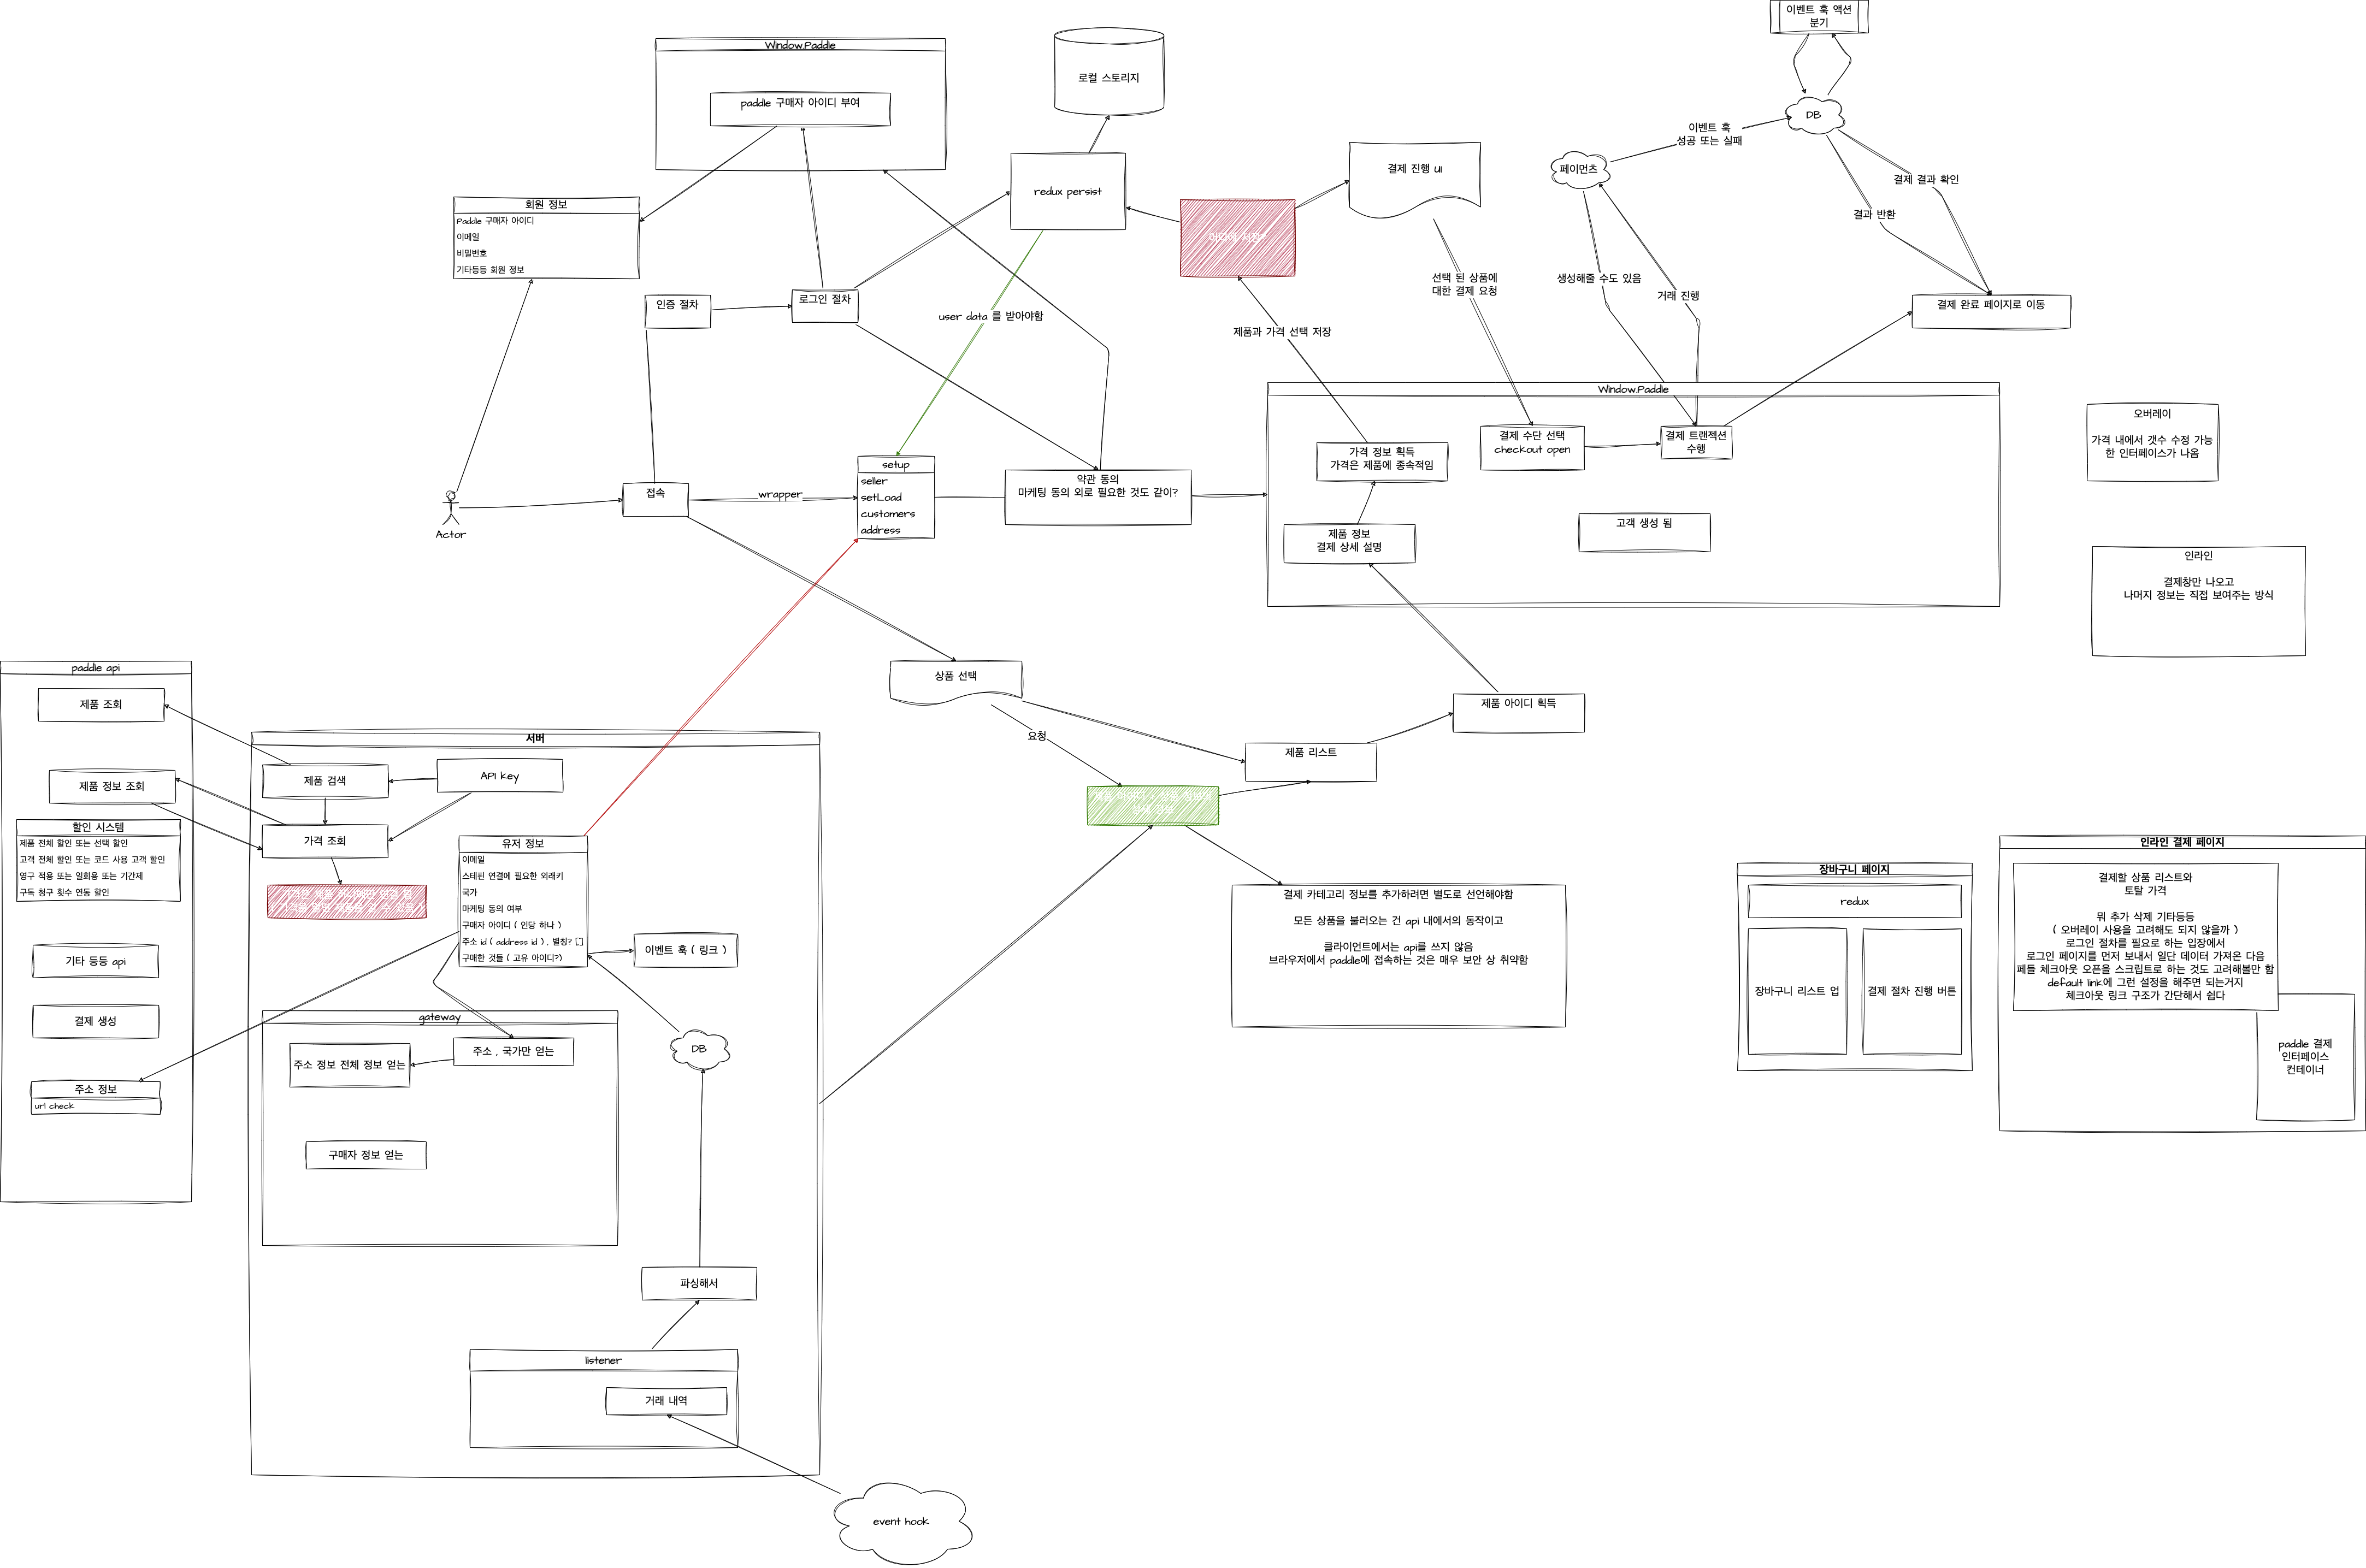 이벤트 훅 액션
분기
Window.Paddle
로컬 스토리지
paddle 구매자 아이디 부여
DB
이벤트 훅
성공 또는 실패
페이먼츠
결제 진행 UI
redux persist
결제 결과 확인
회원 정보
Paddle 구매자 아이디
이메일
비밀번호
기타등등 회원 정보
결과 반환
인증 절차
로그인 절차
user data 를 받아야함
제품과 가격 선택 저장
선택 된 상품에
대한 결제 요청
생성해줄 수도 있음
거래 진행
결제 완료 페이지로 이동
Window.Paddle
오버레이
가격 내에서 갯수 수정 가능
한 인터페이스가 나옴
결제 수단 선택
checkout open
결제 트랜젝션
수행
가격 정보 획득
가격은 제품에 종속적임
setup
seller
setLoad
customers
address
약관 동의
마케팅 동의 외로 필요한 것도 같이?
접속
wrapper
Actor
고객 생성 됨
제품 정보
결제 상세 설명
인라인
결제창만 나오고
나머지 정보는 직접 보여주는 방식
paddle api
상품 선택
제품 조회
제품 아이디 획득
요청
서버
제품 리스트
제품 검색
API key
제품 정보 조회
할인 시스템
제품 전체 할인 또는 선택 할인
고객 전체 할인 또는 코드 사용 고객 할인
영구 적용 또는 일회용 또는 기간제
구독 청구 횟수 연동 할인
가격 조회
유저 정보
이메일
스테핀 연결에 필요한 외래키
국가
마케팅 동의 여부
구매자 아이디 ( 인당 하나 )
주소 id ( address id ) , 별칭? []
구매한 것들 ( 고유 아이디?)
이벤트 훅 ( 링크 )
결제 카테고리 정보를 추가하려면 별도로 선언해야함
모든 상품을 불러오는 건 api 내에서의 동작이고
클라이언트에서는 api를 쓰지 않음
브라우저에서 paddle에 접속하는 것은 매우 보안 상 취약함
장바구니 페이지
redux
장바구니 리스트 업
결제 절차 진행 버튼
인라인 결제 페이지
결제할 상품 리스트와
토탈 가격
뭐 추가 삭제 기타등등
( 오버레이 사용을 고려해도 되지 않을까 )
로그인 절차를 필요로 하는 입장에서
로그인 페이지를 먼저 보내서 일단 데이터 가져온 다음
페들 체크아웃 오픈을 스크립트로 하는 것도 고려해볼만 함
default link에 그런 설정을 해주면 되는거지
체크아웃 링크 구조가 간단해서 쉽다
paddle 결제
인터페이스
컨테이너
기타 등등 api
결제 생성
주소 정보
url check
gateway
주소 , 국가만 얻는
주소 정보 전체 정보 얻는
구매자 정보 얻는
DB
파싱해서
listener
거래 내역
event hook